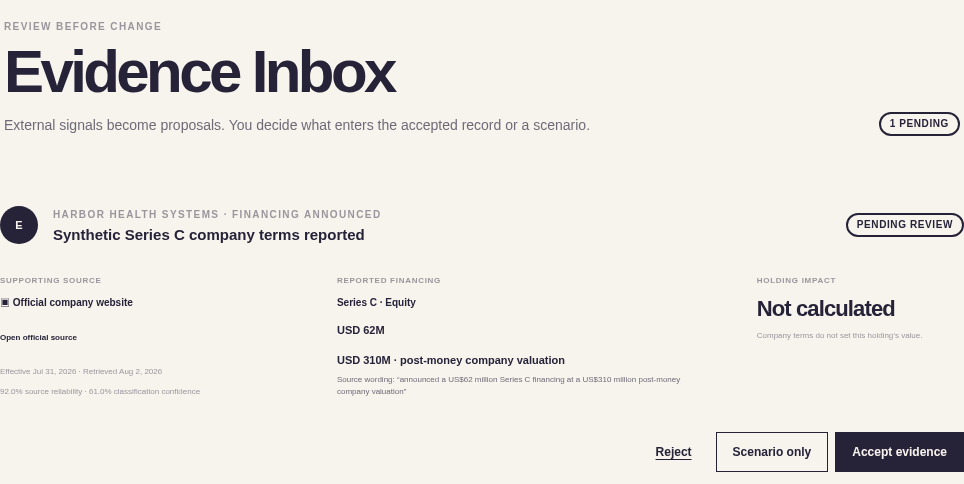 REVIEW BEFORE CHANGE
Evidence Inbox
External signals become proposals. You decide what enters the accepted record or a scenario.
1 PENDING
E
HARBOR HEALTH SYSTEMS · FINANCING ANNOUNCED
Synthetic Series C company terms reported
PENDING REVIEW
SUPPORTING SOURCE
▣ Official company website
Open official source
Effective Jul 31, 2026 · Retrieved Aug 2, 2026
92.0% source reliability · 61.0% classification confidence
REPORTED FINANCING
Series C · Equity
USD 62M
USD 310M · post-money company valuation
Source wording: “announced a US$62 million Series C financing at a US$310 million post-money
company valuation”
HOLDING IMPACT
Not calculated
Company terms do not set this holding's value.
Reject
Scenario only
Accept evidence